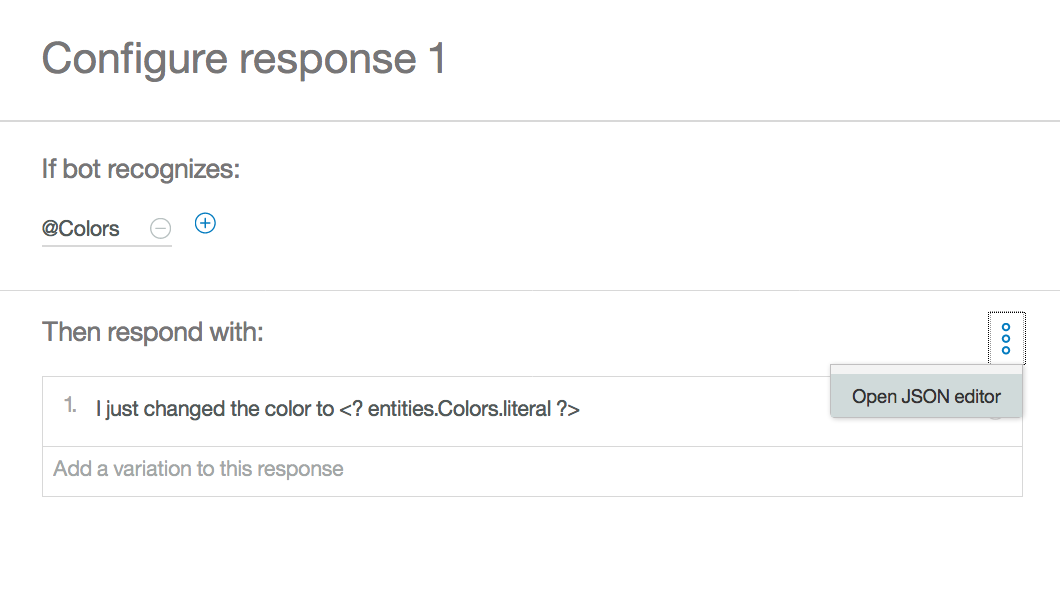 Configure response 1
If bot recognizes:
@Colors
Then respond with:
Open JSON editor
1. I just changed the color to <? entities.Colors.literal ?>
Add a variation to this response